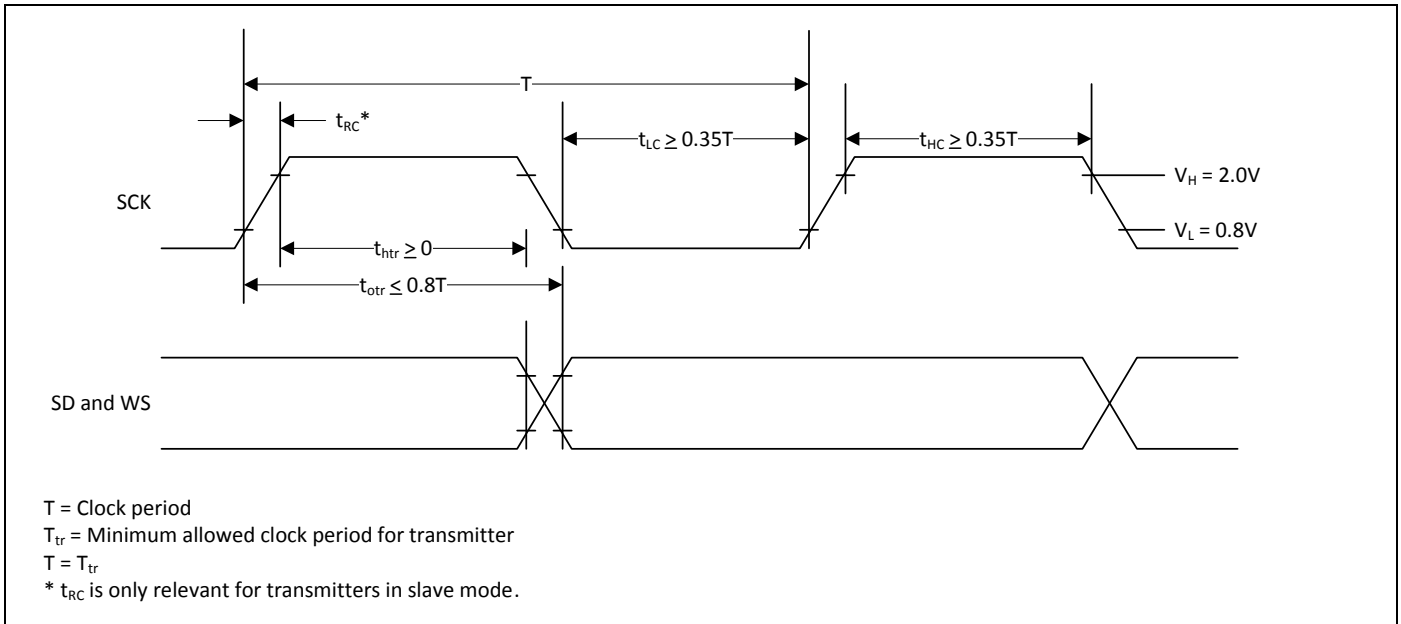 T
tRC*
tLC ≥ 0.35T
tHC ≥ 0.35T
VH = 2.0V
SCK
VL = 0.8V
thtr ≥ 0
totr ≤ 0.8T
SD and WS
T = Clock period
Ttr = Minimum allowed clock period for transmitter
T = Ttr
* tRC is only relevant for transmitters in slave mode.